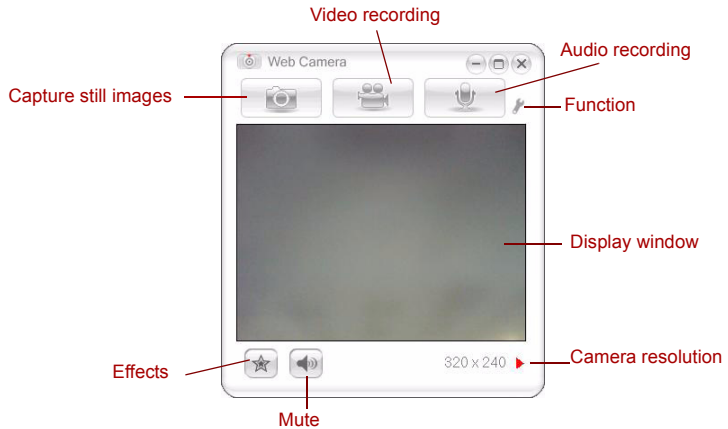 Video recording
Web Camera
Audio recording
Capture still images
Function
Display window
320 x 240
Camera resolution
Effects
Mute